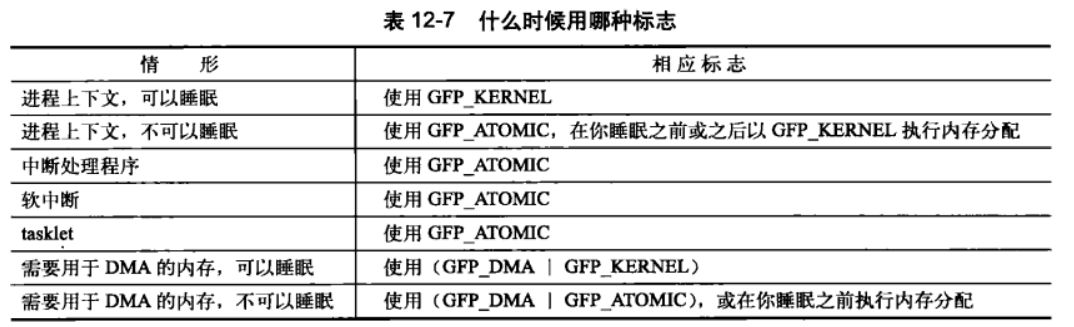 表 12-7 什么时候用哪种标志
情 形 相应标志
进程上下文，可以睡眠 使用 GFP_KERNEL
进程上下文，不可以睡眠 使用 GFP_ATOMIC，在你睡眠之前或之后以 GFP_KERNEL 执行内存分配
中断处理程序 使用 GFP_ATOMIC
软中断 使用 GFP_ATOMIC
tasklet 使用 GFP_ATOMIC
需要用于 DMA 的内存，可以睡眠 使用（GFP_DMA | GFP_KERNEL）
需要用于 DMA 的内存，不可以睡眠 使用（GFP_DMA | GFP_ATOMIC），或在你睡眠之前执行内存分配